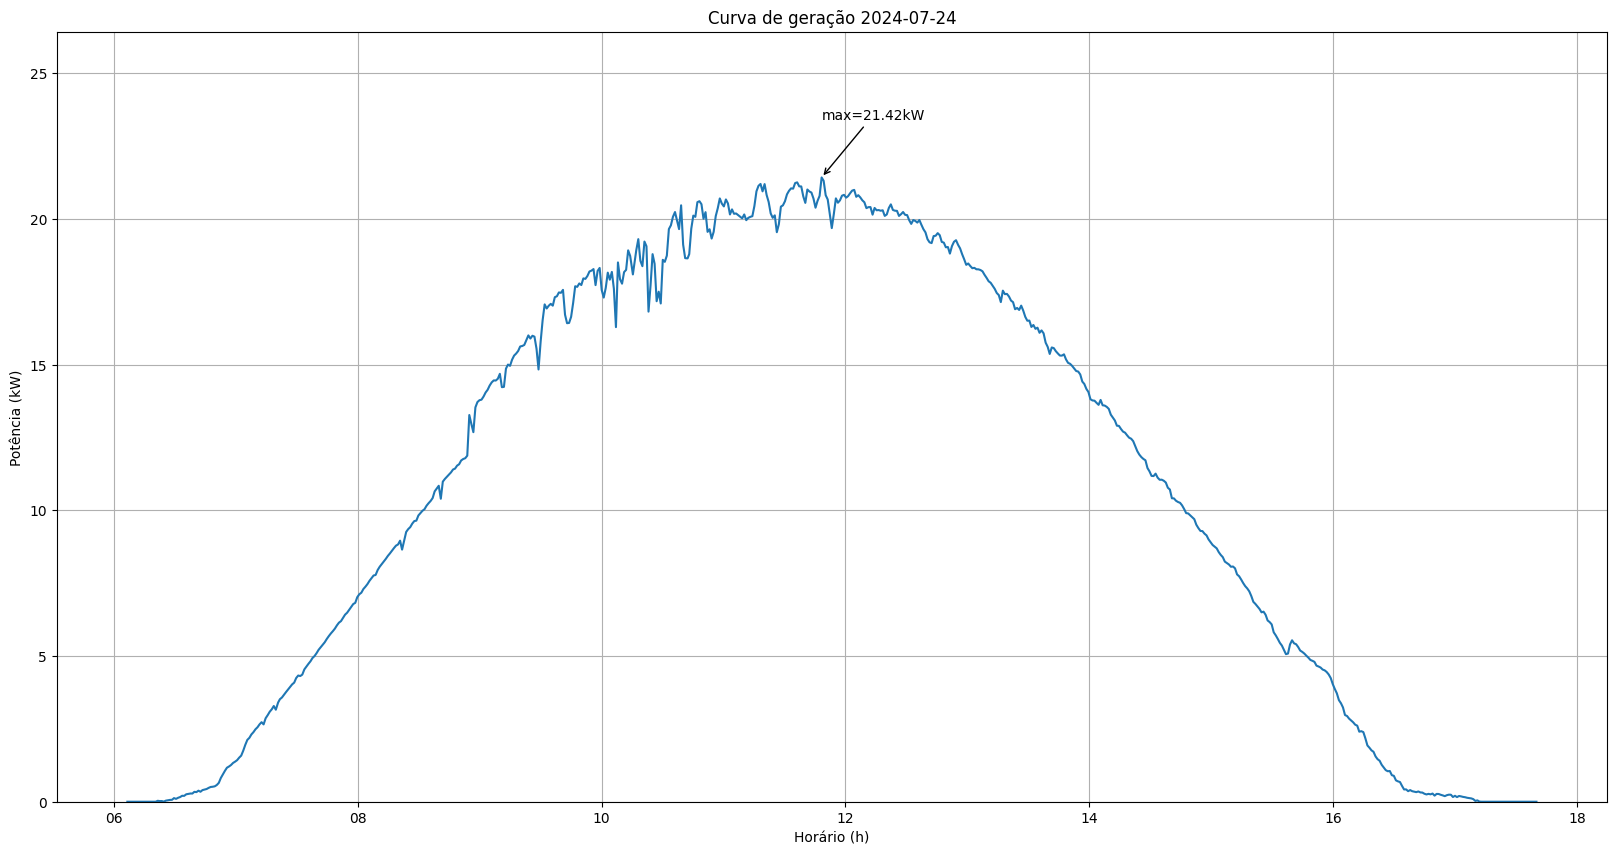 Curva de geração 2024-07-24
max=21.42kW
Potência (kW)
25
20
15
10
5
0
06 08 10 12 14 16 18
Horário (h)